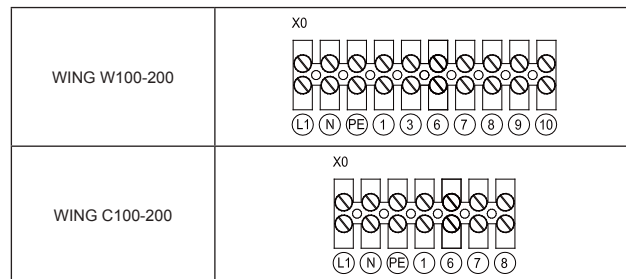 WING W100-200
X0
L1 N PE 1 3 6 7 8 9 10
WING C100-200
X0
L1 N PE 1 6 7 8